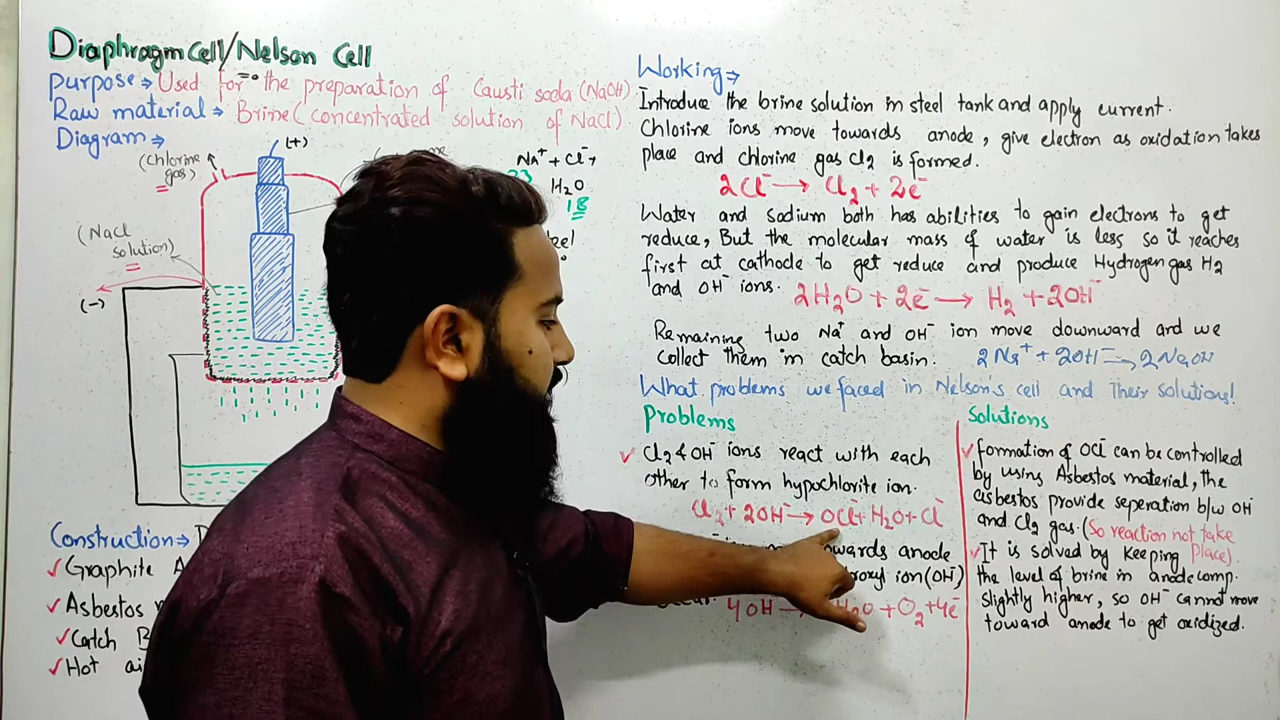 Diaphragm Cell/Nelson Cell
Purpose → Used for the preparation of Causti soda (NaOH)
Raw material → Brine (concentrated solution of NaCl)
Diagram →
(+)
(Chlorine gas)
(NaCl solution)
(-)
Na⁺ + Cl⁻
23
H₂O
18
Construction →
✓ Graphite A
✓ Asbestos
✓ Catch B
✓ Hot ai
Working →
Introduce the brine solution in steel tank and apply current.
Chlorine ions move towards anode, give electron as oxidation takes
place and chlorine gas Cl₂ is formed.
2Cl⁻ → Cl₂ + 2e⁻
Water and sodium both has abilities to gain electrons to get
reduce, But the molecular mass of water is less so it reaches
first at cathode to get reduce and produce Hydrogen gas H₂
and OH⁻ ions. 2H₂O + 2e⁻ → H₂ + 2OH⁻
Remaining two Na⁺ and OH⁻ ion move downward and we
collect them in catch basin. 2Na⁺ + 2OH⁻ → 2NaOH
What problems we faced in Nelson's cell and Their solutions!
Problems
✓ Cl₂ & OH⁻ ions react with each
other to form hypochlorite ion.
Cl₂ + 2OH⁻ → OCl⁻ + H₂O + Cl⁻
towards anode
ion (OH⁻)
4OH⁻ → H₂O + O₂ + 4e⁻
Solutions
✓ Formation of OCl⁻ can be controlled
by using Asbestos material, the
asbestos provide seperation b/w OH⁻
and Cl₂ gas. (So reaction not take
place).
✓ It is solved by keeping
the level of brine in anode comp.
slightly higher, so OH⁻ cannot move
toward anode to get oxidized.